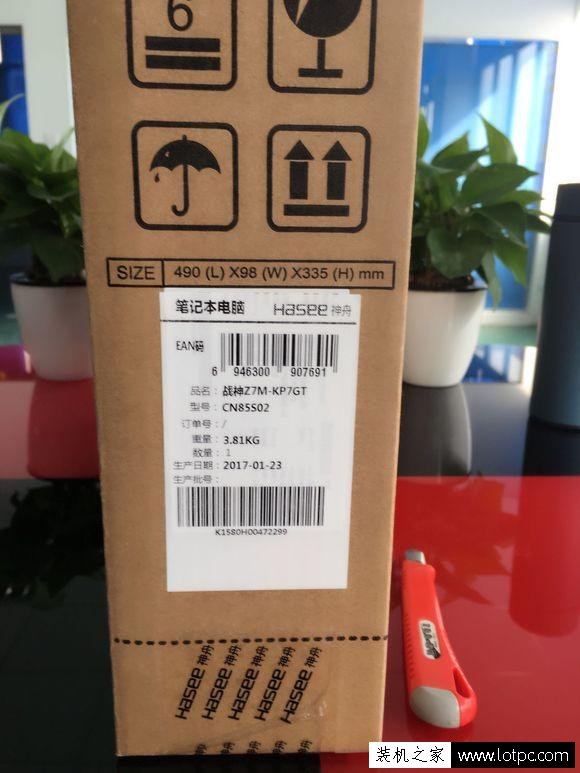 6
SIZE 490 (L) X98 (W) X335 (H) mm
笔记本电脑 Hasee 神舟
EAN码
6 946300 907691
品名: 战神Z7M-KP7GT
型号: CN85S02
订单号: /
重量: 3.81KG
数量: 1
生产日期: 2017-01-23
生产批号:
K1580H00472299
Hasee 神舟
Hasee 神舟
Hasee 神舟
Hasee 神舟
Hasee 神舟
装机之家 www.lotpc.com